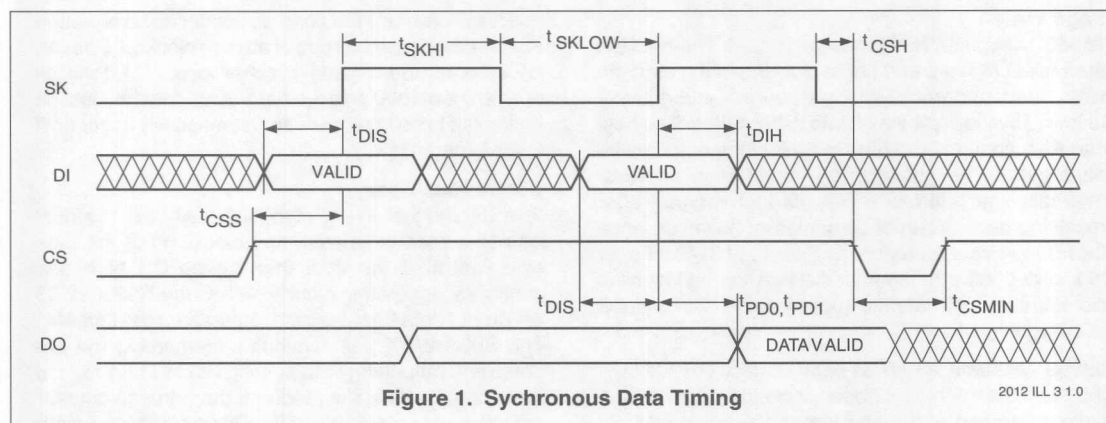 tSKHI tSKLOW tCSH
SK
tDIS tDIH
DI VALID VALID
tCSS
CS
tDIS tPD0, tPD1 tCSMIN
DO DATA VALID
Figure 1. Sychronous Data Timing
2012 ILL 3 1.0